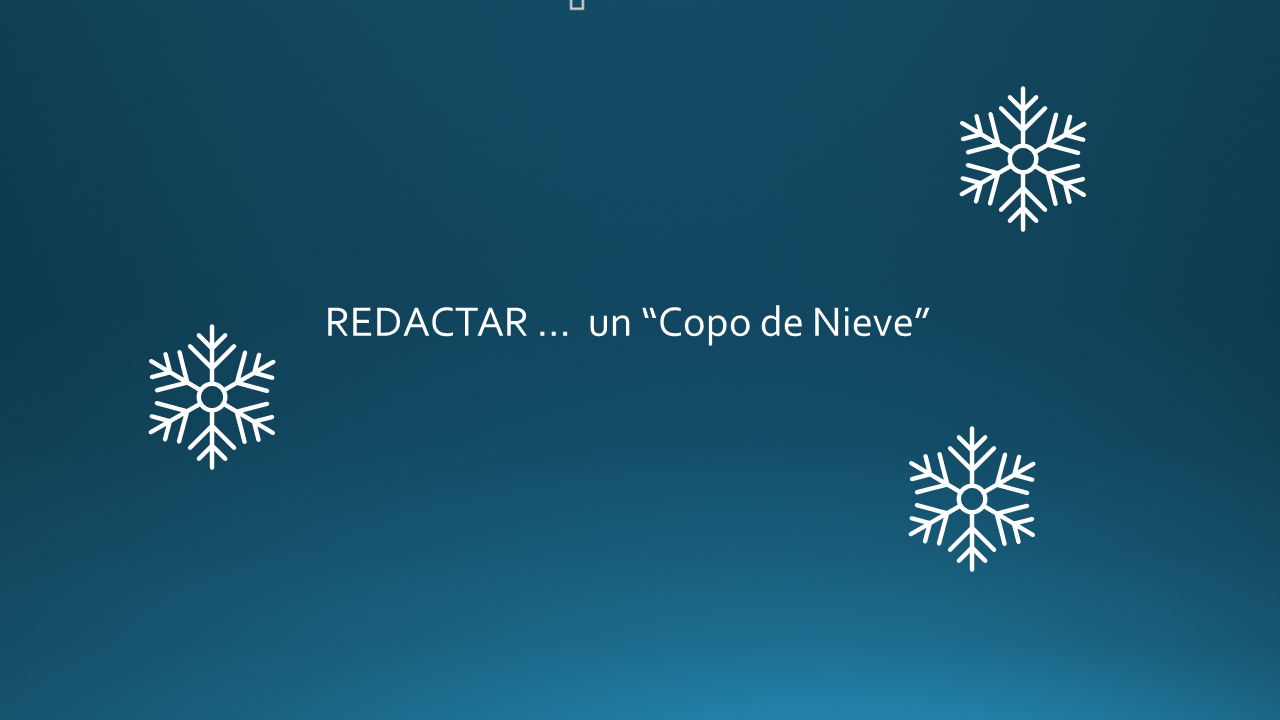 REDACTAR … un “Copo de Nieve”